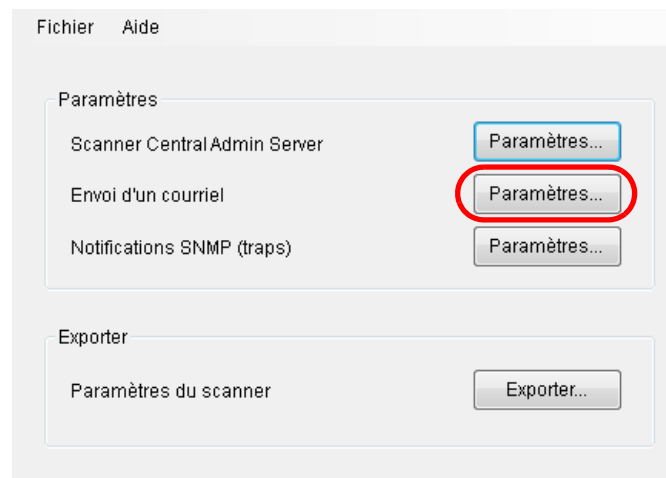 Fichier Aide
Paramètres
Scanner Central Admin Server Paramètres...
Envoi d'un courriel Paramètres...
Notifications SNMP (traps) Paramètres...
Exporter
Paramètres du scanner Exporter...